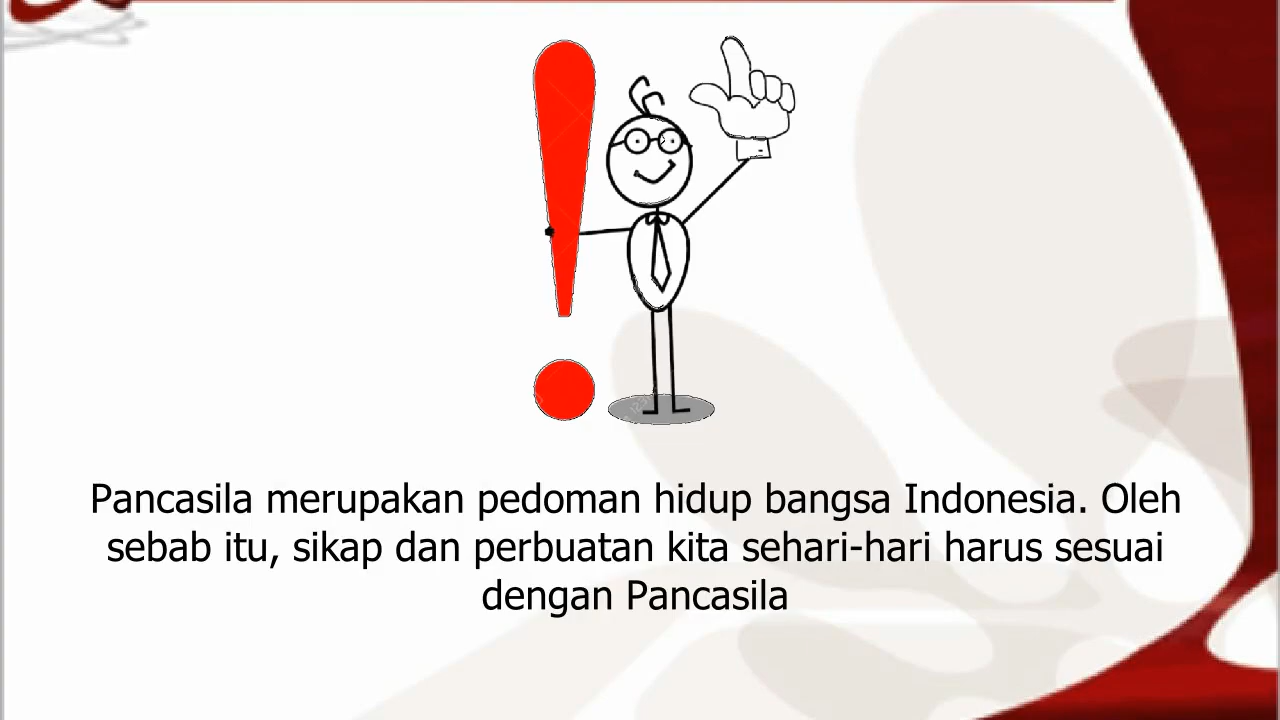 Pancasila merupakan pedoman hidup bangsa Indonesia. Oleh
sebab itu, sikap dan perbuatan kita sehari-hari harus sesuai
dengan Pancasila